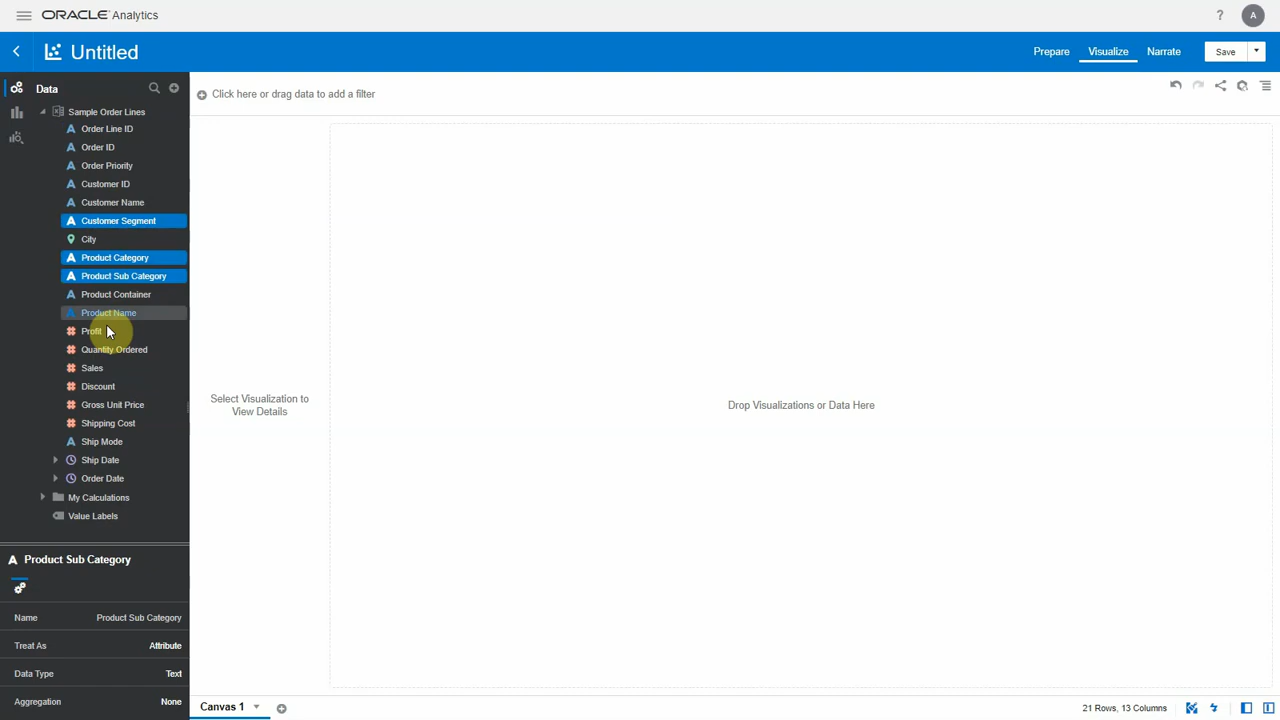 ORACLE Analytics
?
A
Untitled
Prepare
Visualize
Narrate
Save
Data
Click here or drag data to add a filter
Sample Order Lines
A Order Line ID
A Order ID
A Order Priority
A Customer ID
A Customer Name
A Customer Segment
City
A Product Category
A Product Sub Category
A Product Container
A Product Name
Profit
Quantity Ordered
Sales
Discount
Gross Unit Price
Shipping Cost
A Ship Mode
Ship Date
Order Date
My Calculations
Value Labels
Select Visualization to
View Details
Drop Visualizations or Data Here
A Product Sub Category
Name Product Sub Category
Treat As Attribute
Data Type Text
Aggregation None
Canvas 1
21 Rows, 13 Columns